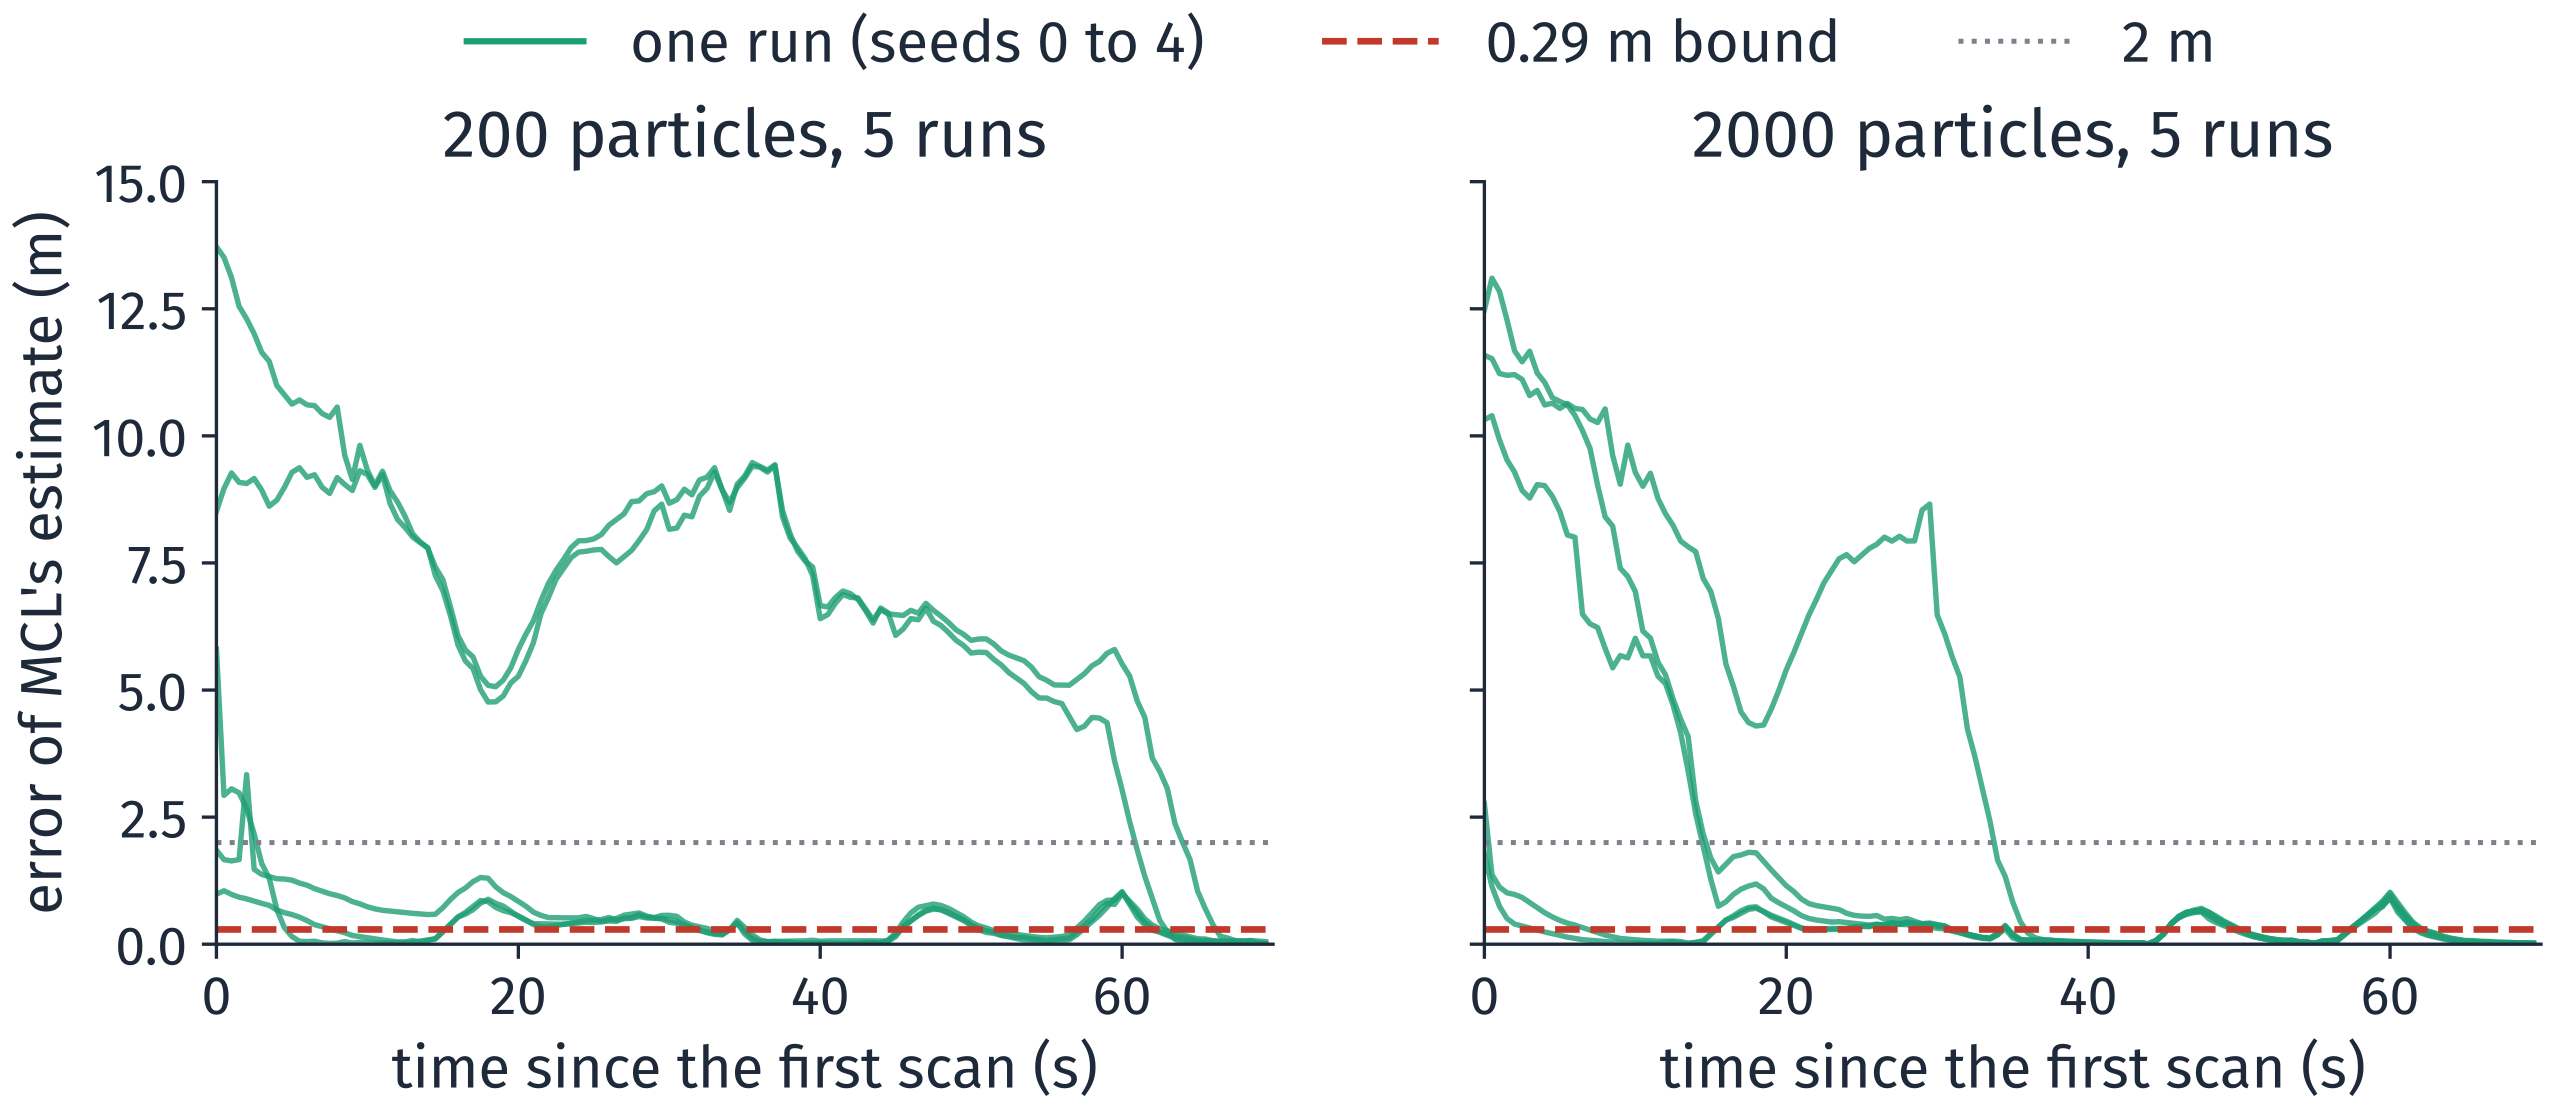 one run (seeds 0 to 4) 0.29 m bound 2 m
200 particles, 5 runs
2000 particles, 5 runs
error of MCL's estimate (m)
15.0
12.5
10.0
7.5
5.0
2.5
0.0
0 20 40 60
time since the first scan (s)
0 20 40 60
time since the first scan (s)